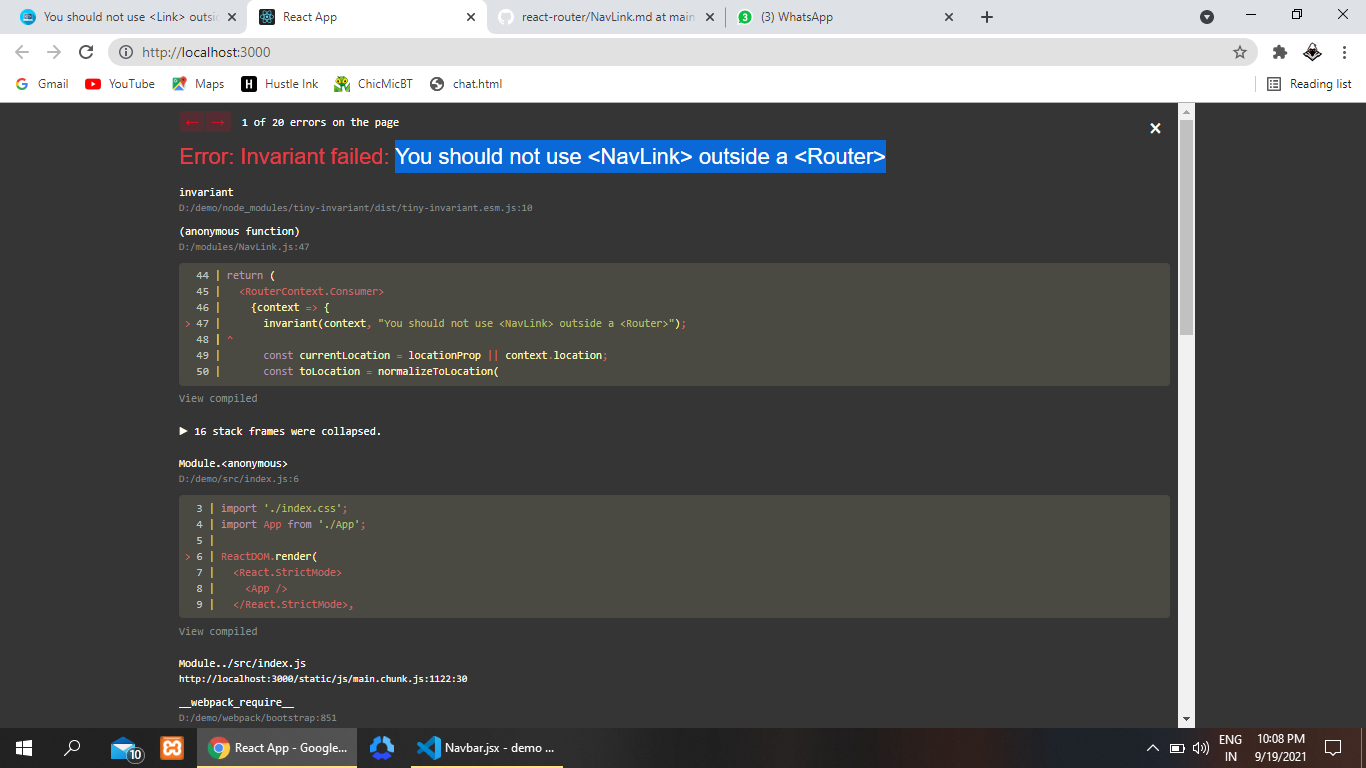 You should not use <Link> outsi
React App
react-router/NavLink.md at main
(3) WhatsApp
http://localhost:3000
Gmail
YouTube
Maps
H
Hustle Ink
ChicMicBT
chat.html
Reading list
← → 1 of 20 errors on the page
×
Error: Invariant failed: You should not use <NavLink> outside a <Router>
invariant
D:/demo/node_modules/tiny-invariant/dist/tiny-invariant.esm.js:10
(anonymous function)
D:/modules/NavLink.js:47
44 | return (
45 |   <RouterContext.Consumer>
46 |     {context => {
> 47 |       invariant(context, "You should not use <NavLink> outside a <Router>");
48 | ^
49 |       const currentLocation = locationProp || context.location;
50 |       const toLocation = normalizeToLocation(
View compiled
▶ 16 stack frames were collapsed.
Module.<anonymous>
D:/demo/src/index.js:6
3 | import './index.css';
4 | import App from './App';
5 |
> 6 | ReactDOM.render(
7 |   <React.StrictMode>
8 |     <App />
9 |   </React.StrictMode>,
View compiled
Module../src/index.js
http://localhost:3000/static/js/main.chunk.js:1122:30
__webpack_require__
D:/demo/webpack/bootstrap:851
10
React App - Google...
Navbar.jsx - demo ...
ENG
IN
10:08 PM
9/19/2021